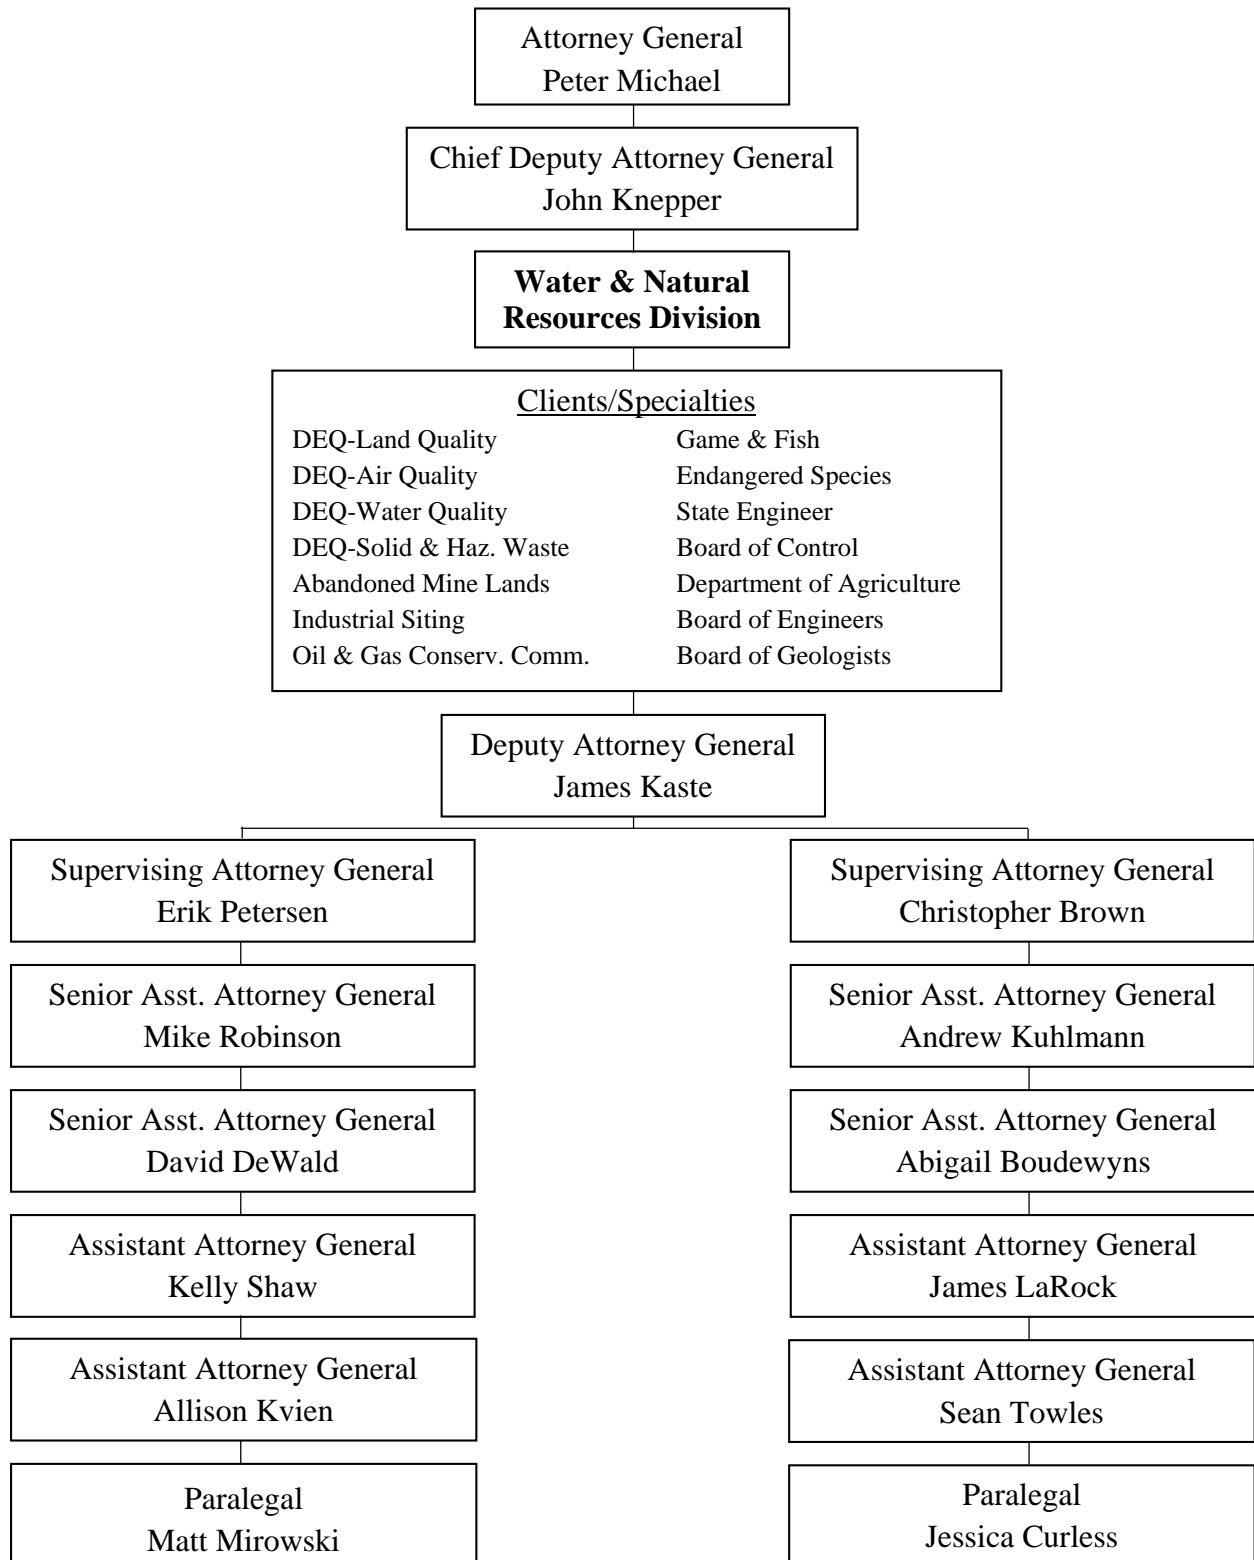 Attorney General
Peter Michael
Chief Deputy Attorney General
John Knepper
Water & Natural
Resources Division
Clients/Specialties
DEQ-Land Quality
DEQ-Air Quality
DEQ-Water Quality
DEQ-Solid & Haz. Waste
Abandoned Mine Lands
Industrial Siting
Oil & Gas Conserv. Comm.
Game & Fish
Endangered Species
State Engineer
Board of Control
Department of Agriculture
Board of Engineers
Board of Geologists
Deputy Attorney General
James Kaste
Supervising Attorney General
Erik Petersen
Senior Asst. Attorney General
Mike Robinson
Senior Asst. Attorney General
David DeWald
Assistant Attorney General
Kelly Shaw
Assistant Attorney General
Allison Kvien
Paralegal
Matt Mirowski
Supervising Attorney General
Christopher Brown
Senior Asst. Attorney General
Andrew Kuhlmann
Senior Asst. Attorney General
Abigail Boudewyns
Assistant Attorney General
James LaRock
Assistant Attorney General
Sean Towles
Paralegal
Jessica Curless